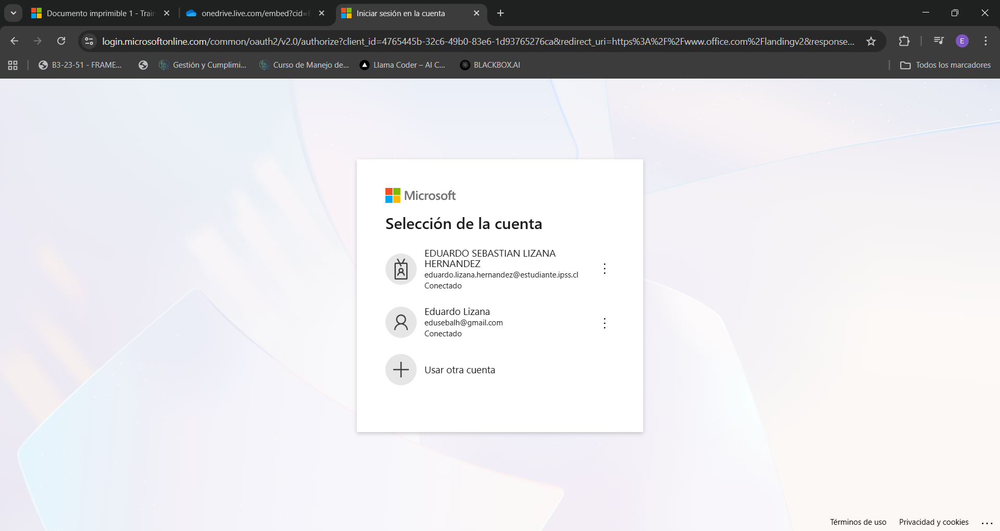 Documento imprimible 1 - Train
onedrive.live.com/embed?cid=
Iniciar sesión en la cuenta
login.microsoftonline.com/common/oauth2/v2.0/authorize?client_id=4765445b-32c6-49b0-83e6-1d93765276ca&redirect_uri=https%3A%2F%2Fwww.office.com%2Flandingv2&response...
E
B3-23-51 - FRAME...
Gestión y Cumplimi...
Curso de Manejo de...
Llama Coder – AI C...
BLACKBOX.AI
Todos los marcadores
Microsoft
Selección de la cuenta
EDUARDO SEBASTIAN LIZANA
HERNANDEZ
eduardo.lizana.hernandez@estudiante.ipss.cl
Conectado
Eduardo Lizana
edusebalh@gmail.com
Conectado
Usar otra cuenta
Términos de uso
Privacidad y cookies
...